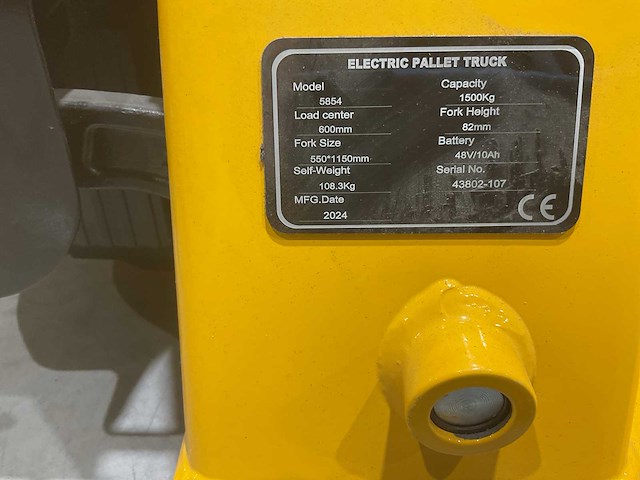 ELECTRIC PALLET TRUCK
Model 5854
Capacity 1500Kg
Load center 600mm
Fork Height 82mm
Fork Size 550*1150mm
Battery 48V/10Ah
Self-Weight 108.3Kg
Serial No. 43802-107
MFG.Date 2024
CE